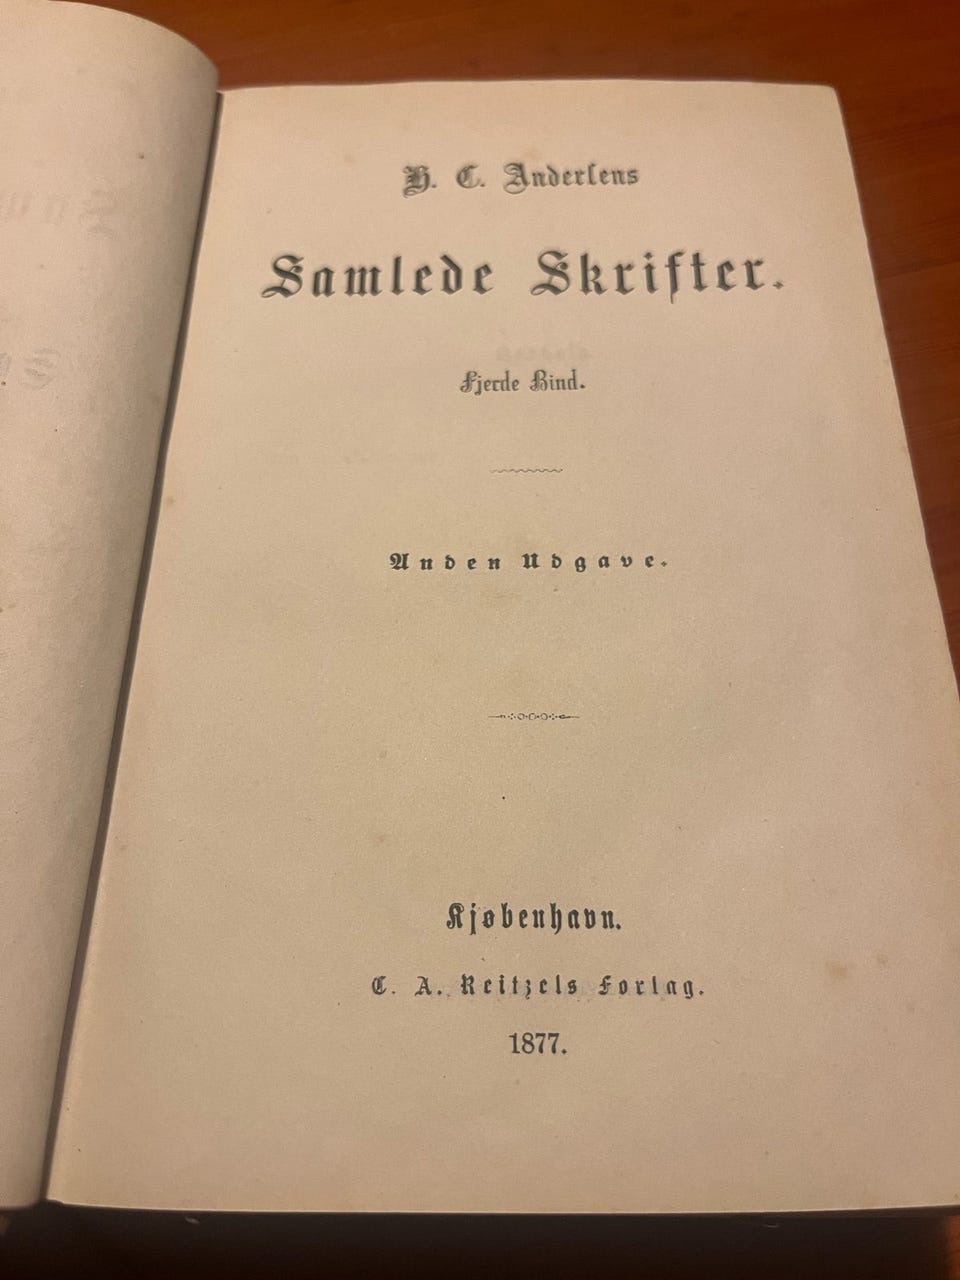 H. C. Andersens
Samlede Skrifter.
Fjerde Bind.
Anden Udgave.
Kjøbenhavn.
C. A. Reitzels Forlag.
1877.